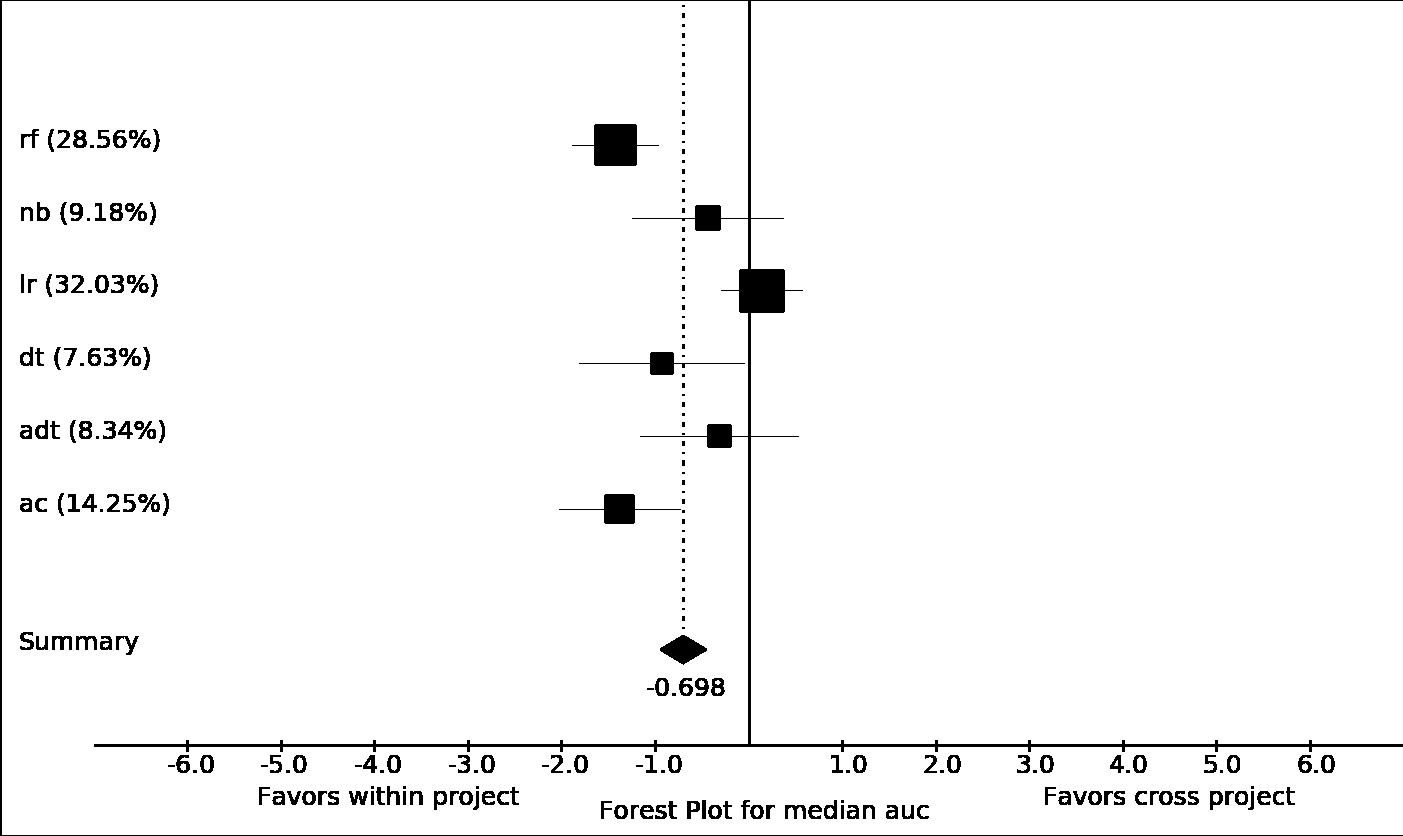 rf (28.56%)
nb (9.18%)
lr (32.03%)
dt (7.63%)
adt (8.34%)
ac (14.25%)
Summary
-0.698
-6.0 -5.0 -4.0 -3.0 -2.0 -1.0 1.0 2.0 3.0 4.0 5.0 6.0
Favors within project Favors cross project
Forest Plot for median auc